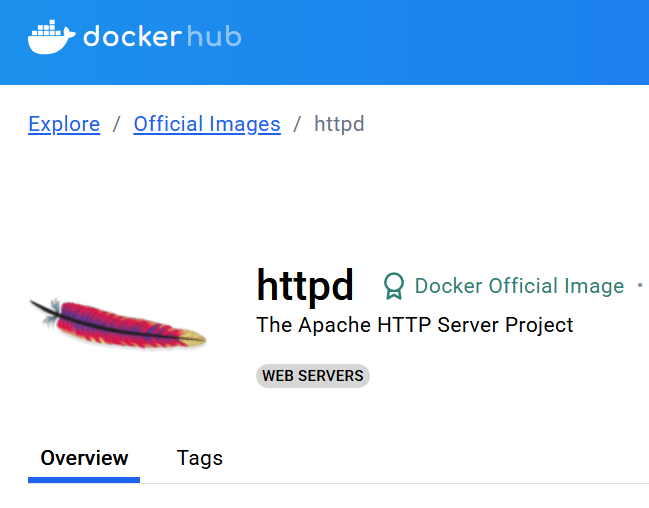 dockerhub
Explore / Official Images / httpd
httpd Docker Official Image •
The Apache HTTP Server Project
WEB SERVERS
Overview Tags